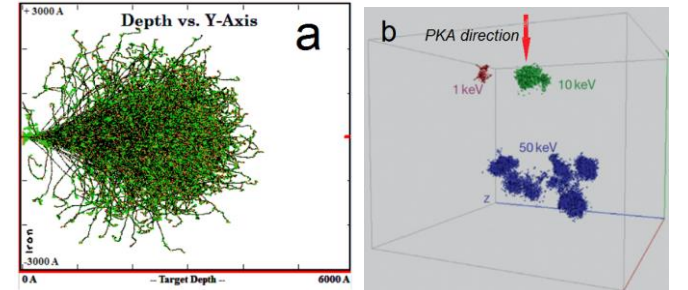 +3000 A
Depth vs. Y-Axis
a
Iron
-3000 A
0 A
-- Target Depth --
6000 A
b
PKA direction
1 keV
10 keV
50 keV
Y
Z